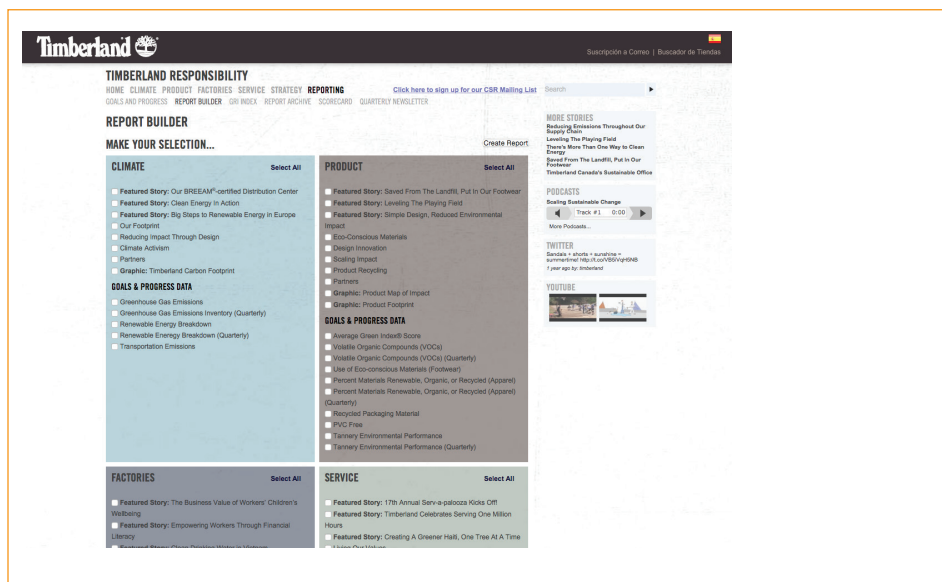 Timberland
Suscripción a Correo | Buscador de Tiendas
TIMBERLAND RESPONSIBILITY
HOME CLIMATE PRODUCT FACTORIES SERVICE STRATEGY REPORTING
Click here to sign up for our CSR Mailing List
Search
GOALS AND PROGRESS REPORT BUILDER GRI INDEX REPORT ARCHIVE SCORECARD QUARTERLY NEWSLETTER
REPORT BUILDER
MAKE YOUR SELECTION...
Create Report
CLIMATE
Select All
Featured Story: Our BREEAM®-certified Distribution Center
Featured Story: Clean Energy In Action
Featured Story: Big Steps to Renewable Energy in Europe
Our Footprint
Reducing Impact Through Design
Climate Activism
Partners
Graphic: Timberland Carbon Footprint
GOALS & PROGRESS DATA
Greenhouse Gas Emissions
Greenhouse Gas Emissions Inventory (Quarterly)
Renewable Energy Breakdown
Renewable Eneregy Breakdown (Quarterly)
Transportation Emissions
PRODUCT
Select All
Featured Story: Saved From The Landfill, Put In Our Footwear
Featured Story: Leveling The Playing Field
Featured Story: Simple Design, Reduced Environmental
Impact
Eco-Conscious Materials
Design Innovation
Scaling Impact
Product Recycling
Partners
Graphic: Product Map of Impact
Graphic: Product Footprint
GOALS & PROGRESS DATA
Average Green Index® Score
Volatile Organic Compounds (VOCs)
Volatile Organic Compounds (VOCs) (Quarterly)
Use of Eco-conscious Materials (Footwear)
Percent Materials Renewable, Organic, or Recycled (Apparel)
Percent Materials Renewable, Organic, or Recycled (Apparel)
(Quarterly)
Recycled Packaging Material
PVC Free
Tannery Environmental Performance
Tannery Environmental Performance (Quarterly)
FACTORIES
Select All
Featured Story: The Business Value of Workers' Children's
Wellbeing
Featured Story: Empowering Workers Through Financial
Literacy
Featured Story: Clean Drinking Water in Vietnam
SERVICE
Select All
Featured Story: 17th Annual Serv-a-palooza Kicks Off!
Featured Story: Timberland Celebrates Serving One Million
Hours
Featured Story: Creating A Greener Haiti, One Tree At A Time
Living Our Values
MORE STORIES
Reducing Emissions Throughout Our
Supply Chain
Leveling The Playing Field
There's More Than One Way to Clean
Energy
Saved From The Landfill, Put In Our
Footwear
Timberland Canada's Sustainable Office
PODCASTS
Scaling Sustainable Change
Track #1 0:00
More Podcasts...
TWITTER
Sandals + shorts + sunshine =
summertime!
1 year ago by: timberland
YOUTUBE